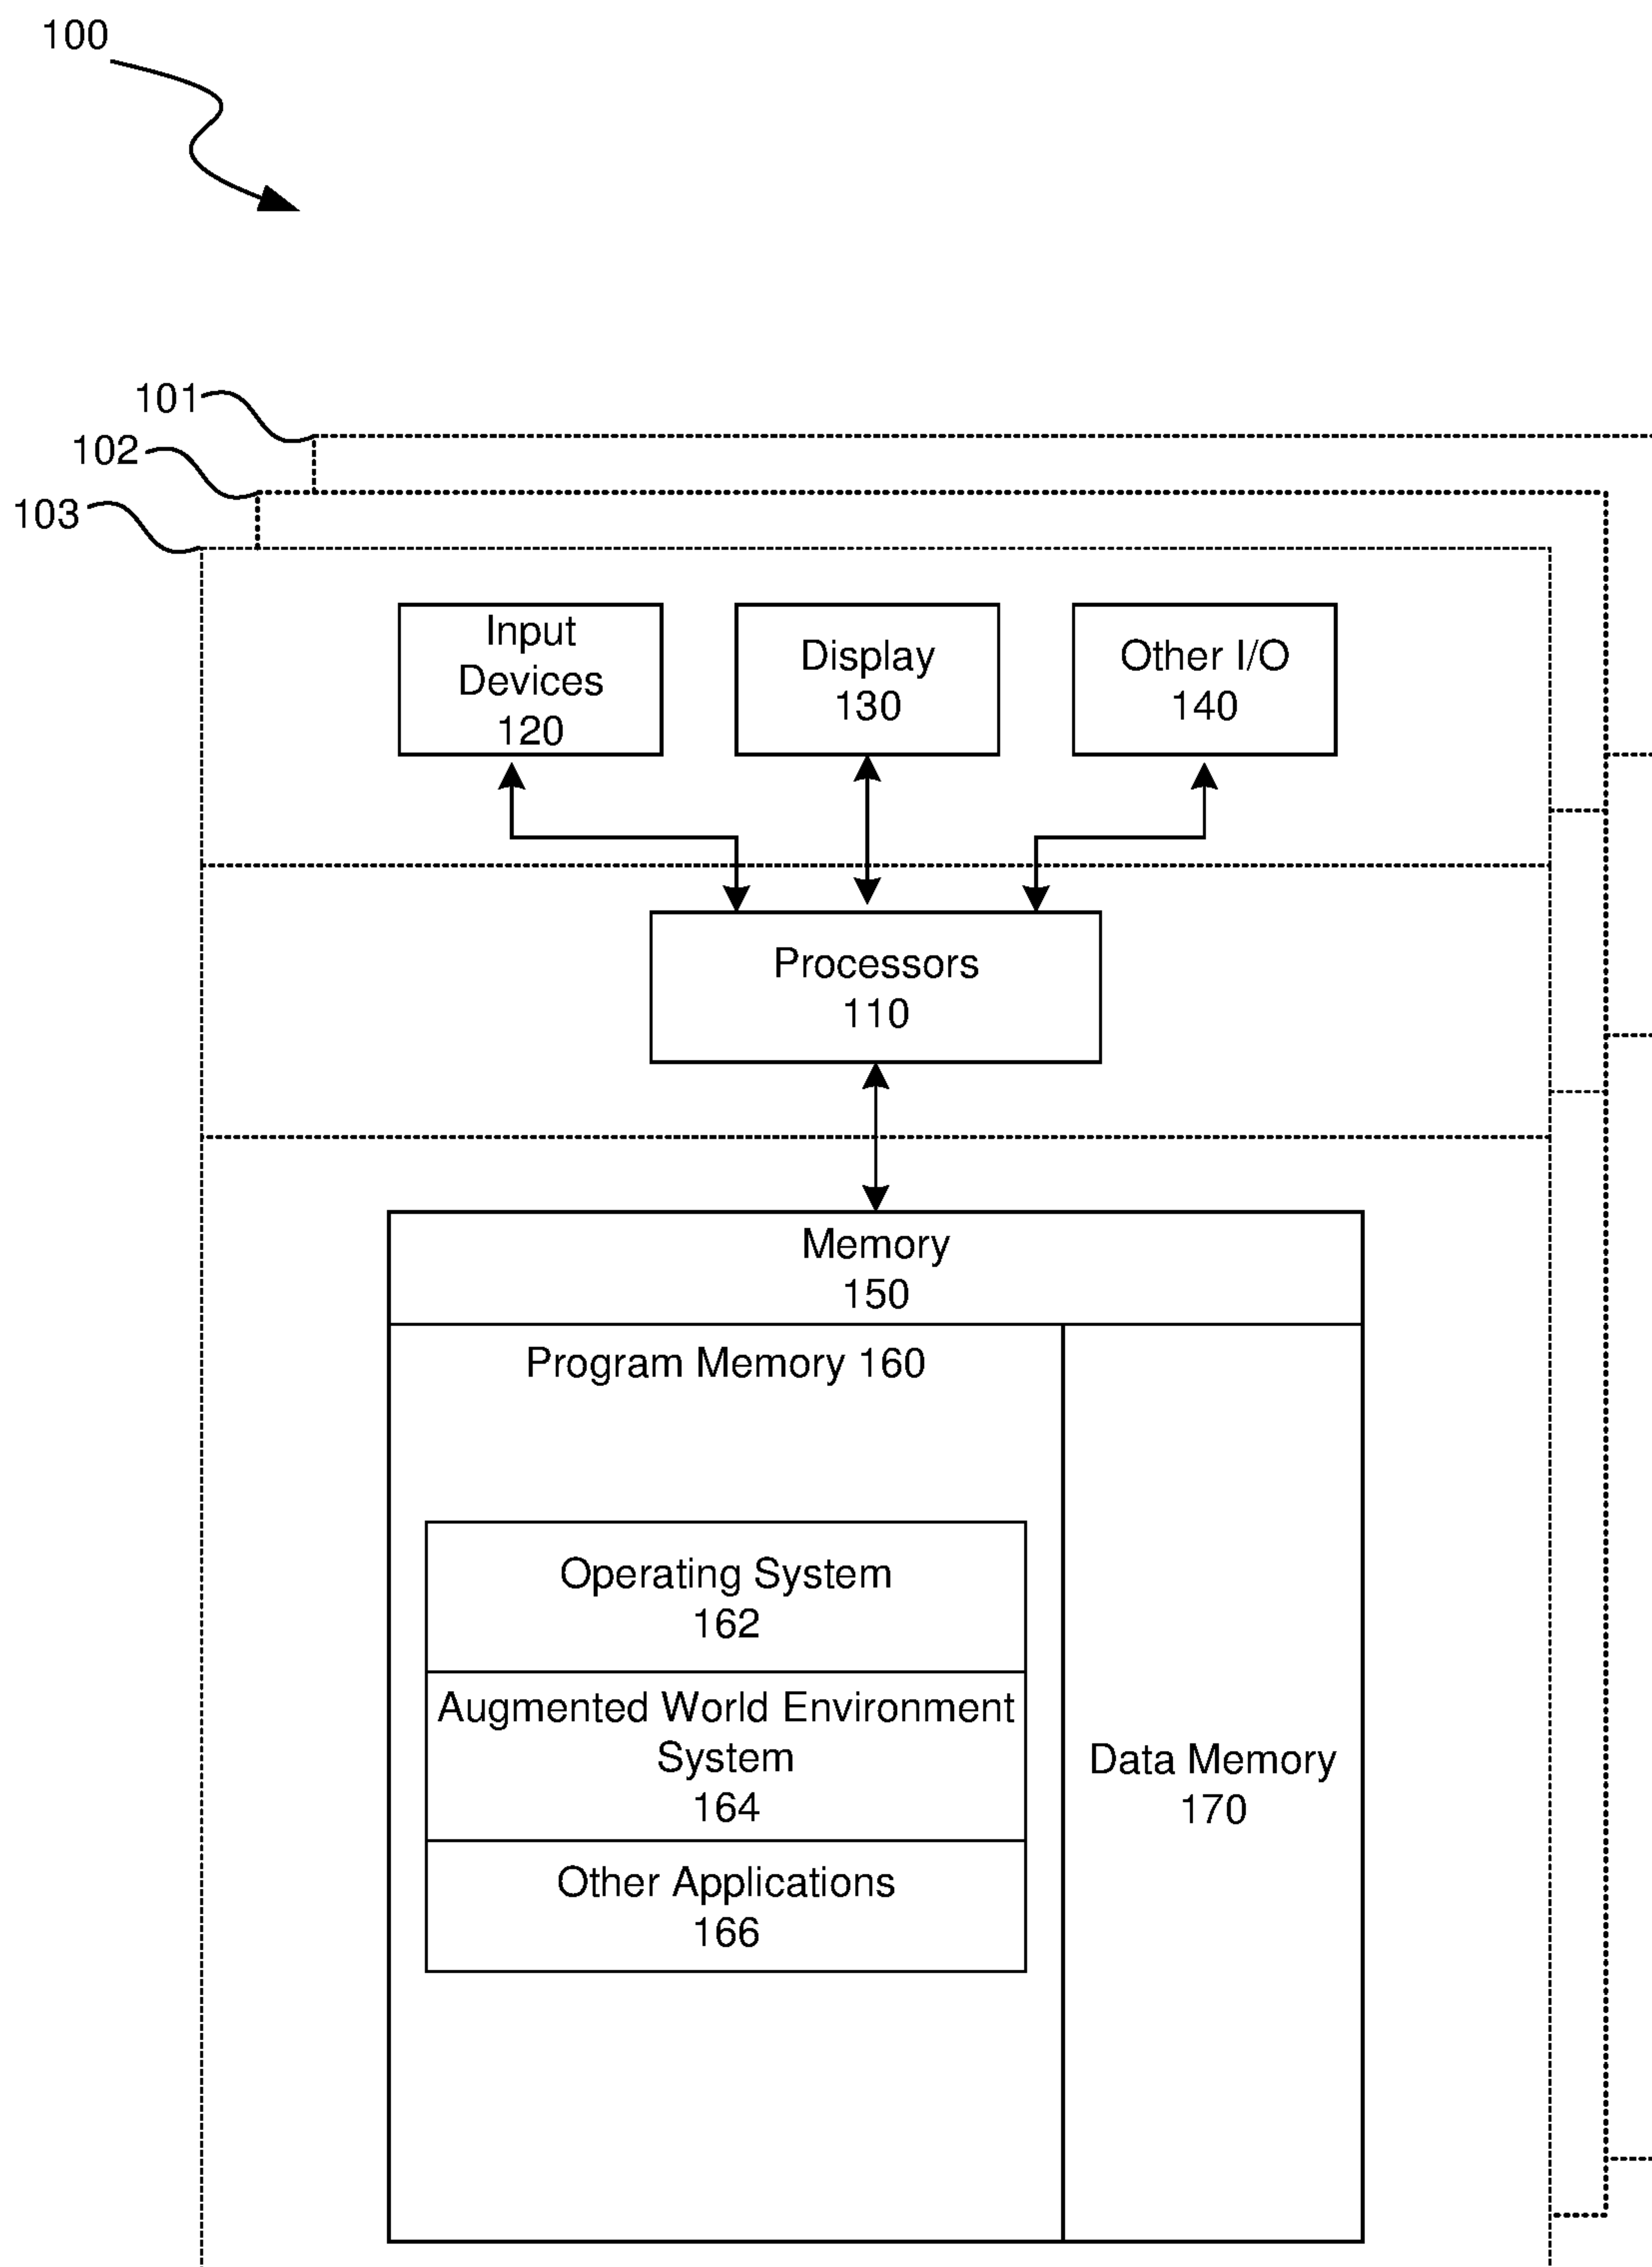 100
101
102
103
Input
Devices
120
Display
130
Other I/O
140
Processors
110
Memory
150
Program Memory 160
Operating System
162
Augmented World Environment
System
164
Other Applications
166
Data Memory
170